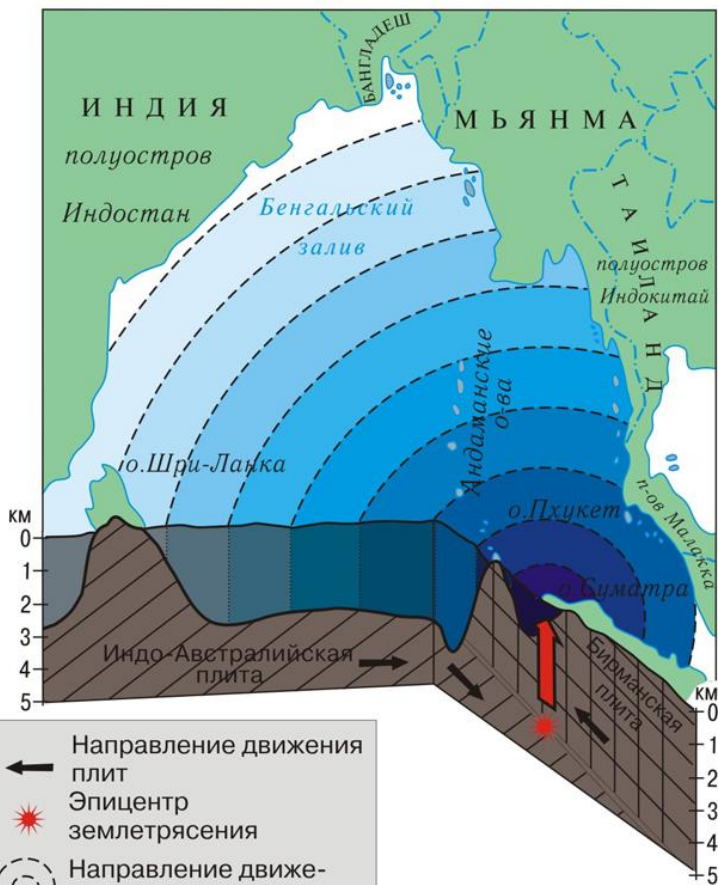 БАНГЛАДЕШ
ИНДИЯ
МЬЯНМА
полуостров
Индостан
ТАИЛАНД
Бенгальский
залив
полуостров
Индокитай
Андаманские
о-ва
о.Шри-Ланка
о.Пхукет
п-ов Малакка
о.Суматра
км
0
1
2
3
4
5
Индо-Австралийская
плита
Бирманская
плита
км
0
1
2
3
4
5
Направление движения
плит
Эпицентр
землетрясения
Направление движе-